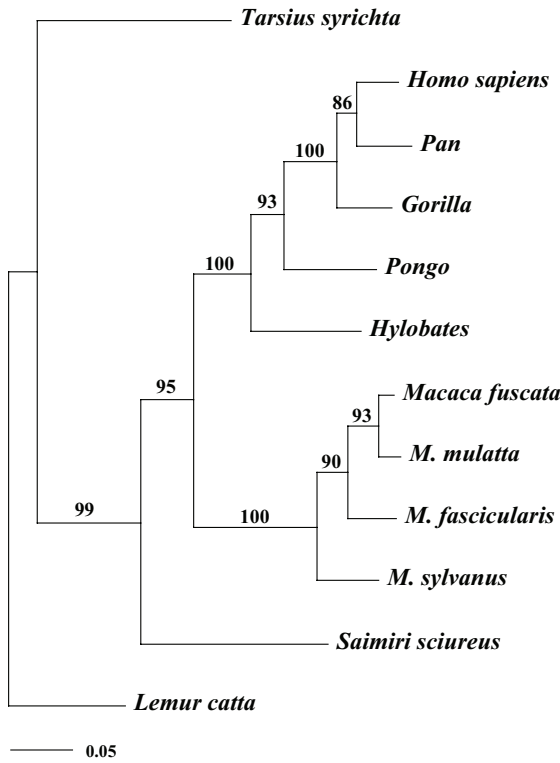 Tarsius syrichta
Homo sapiens
86
Pan
100
Gorilla
93
Pongo
100
Hylobates
95
Macaca fuscata
93
M. mulatta
90
M. fascicularis
99
100
M. sylvanus
Saimiri sciureus
Lemur catta
0.05